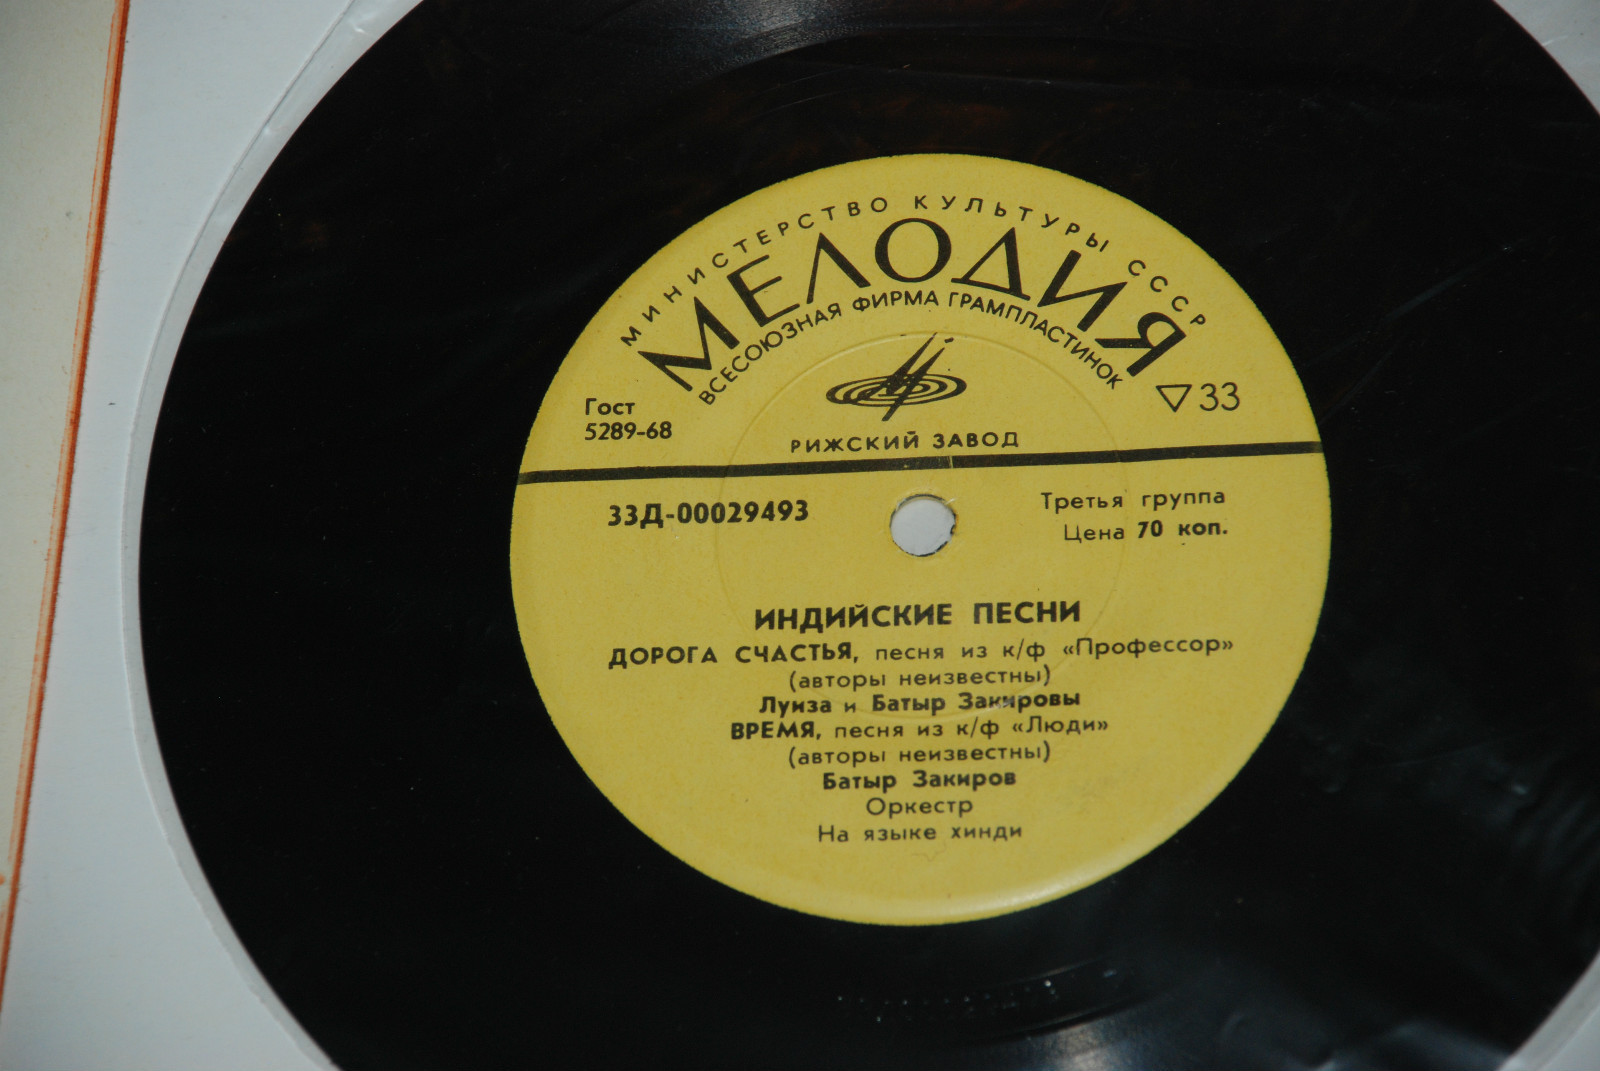 МИНИСТЕРСТВО КУЛЬТУРЫ СССР
МЕЛОДИЯ
ВСЕСОЮЗНАЯ ФИРМА ГРАМПЛАСТИНОК
Гост
5289-68
▽33
РИЖСКИЙ ЗАВОД
33Д-00029493
Третья группа
Цена 70 коп.
ИНДИЙСКИЕ ПЕСНИ
ДОРОГА СЧАСТЬЯ, песня из к/ф «Профессор»
(авторы неизвестны)
Луиза и Батыр Закировы
ВРЕМЯ, песня из к/ф «Люди»
(авторы неизвестны)
Батыр Закиров
Оркестр
На языке хинди